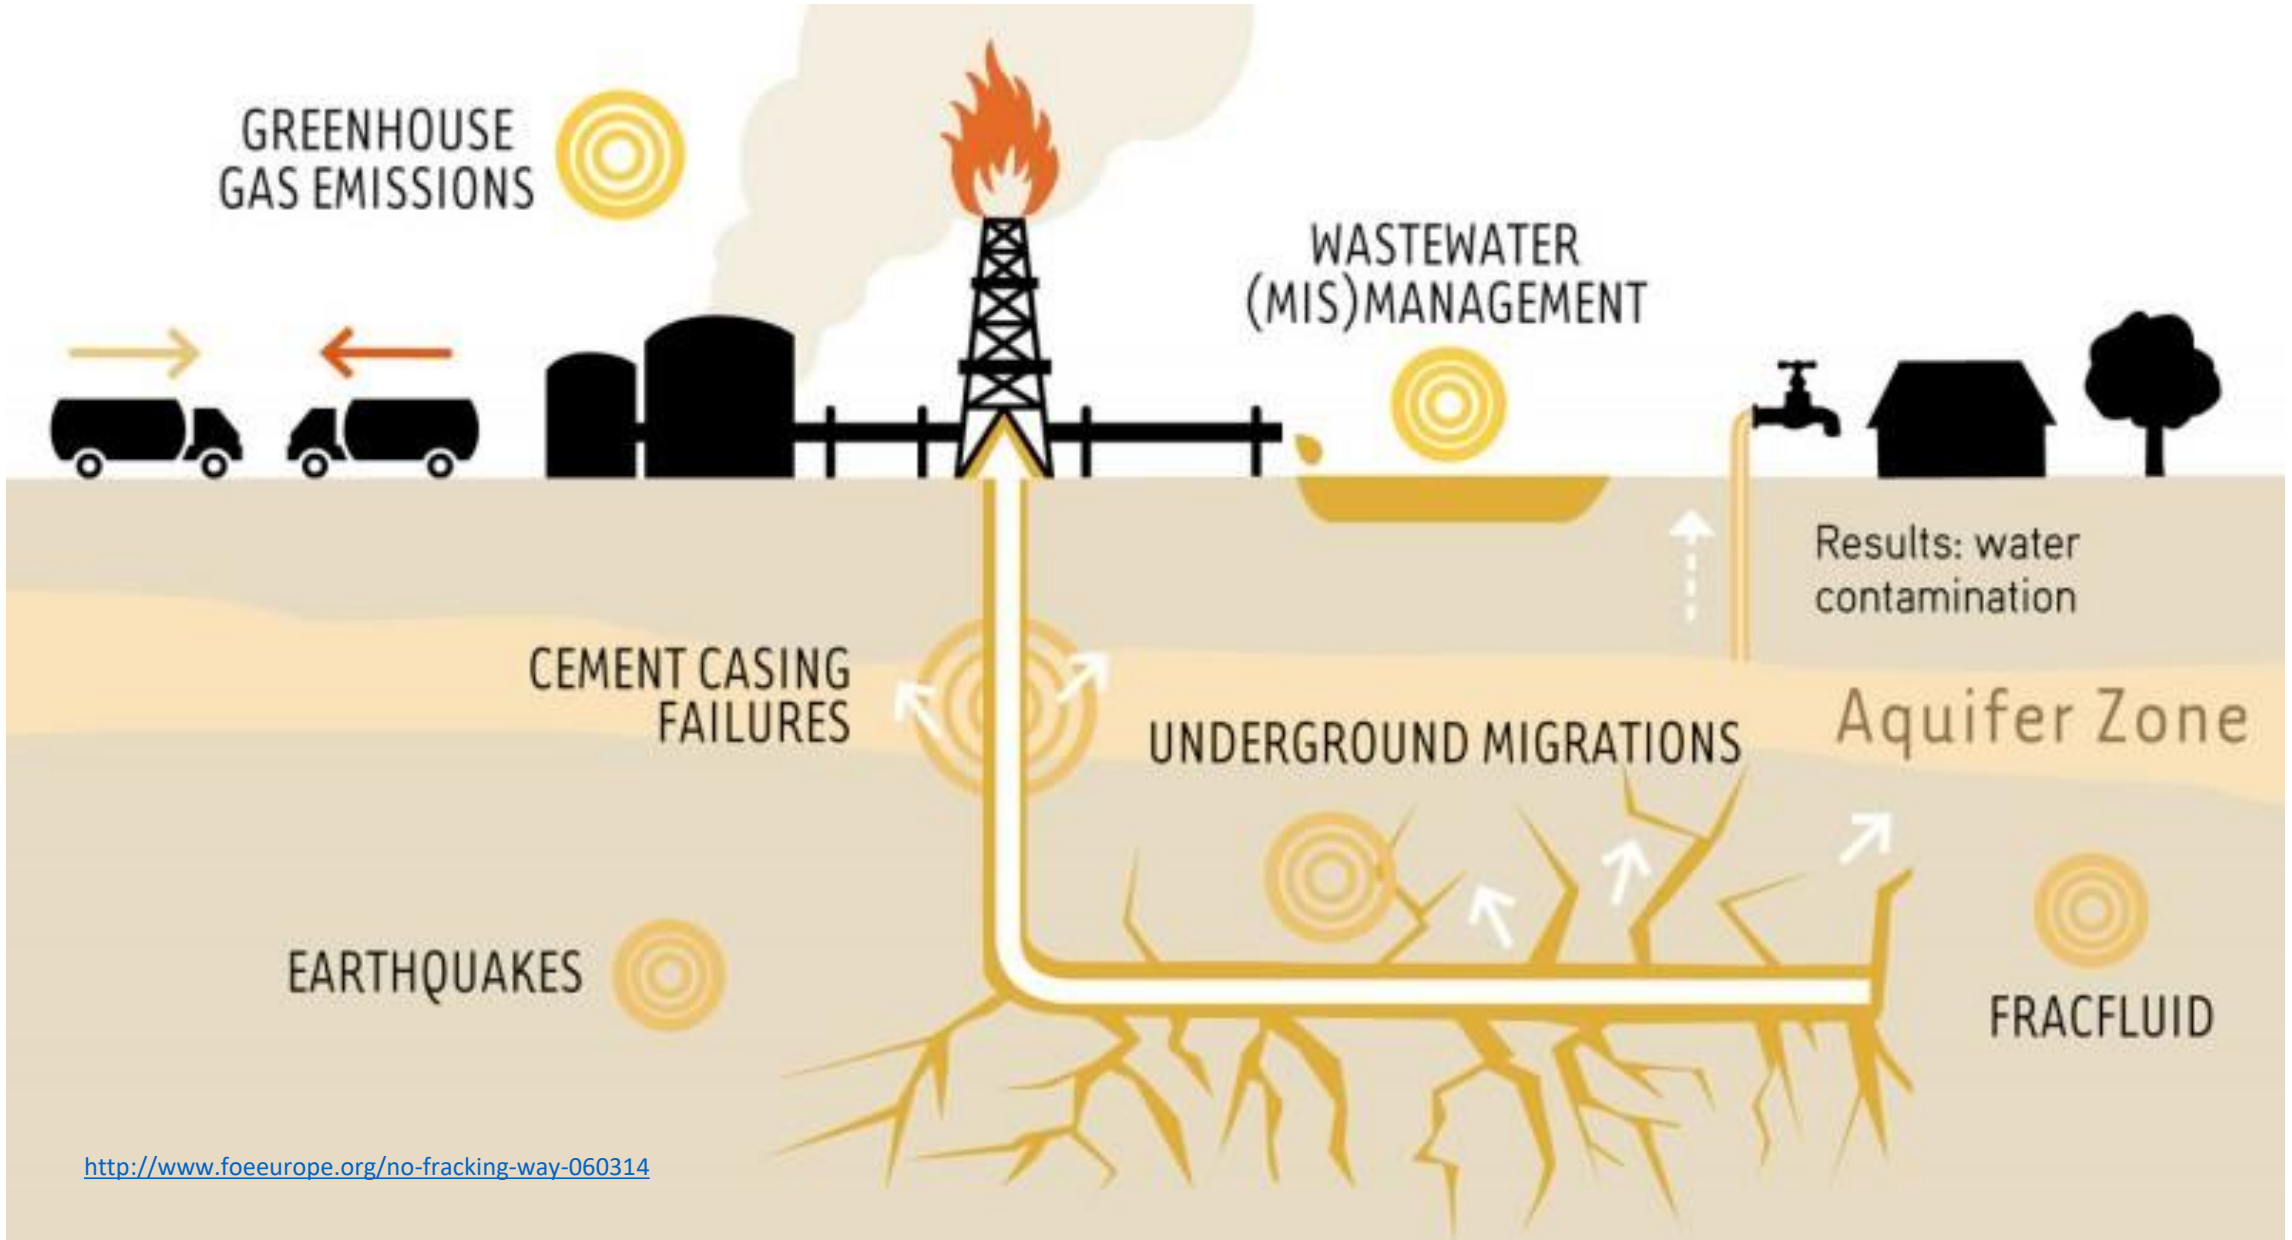 GREENHOUSE
GAS EMISSIONS
WASTEWATER
(MIS)MANAGEMENT
Results: water
contamination
CEMENT CASING
FAILURES
UNDERGROUND MIGRATIONS
Aquifer Zone
EARTHQUAKES
FRACFLUID
http://www.foeeurope.org/no-fracking-way-060314